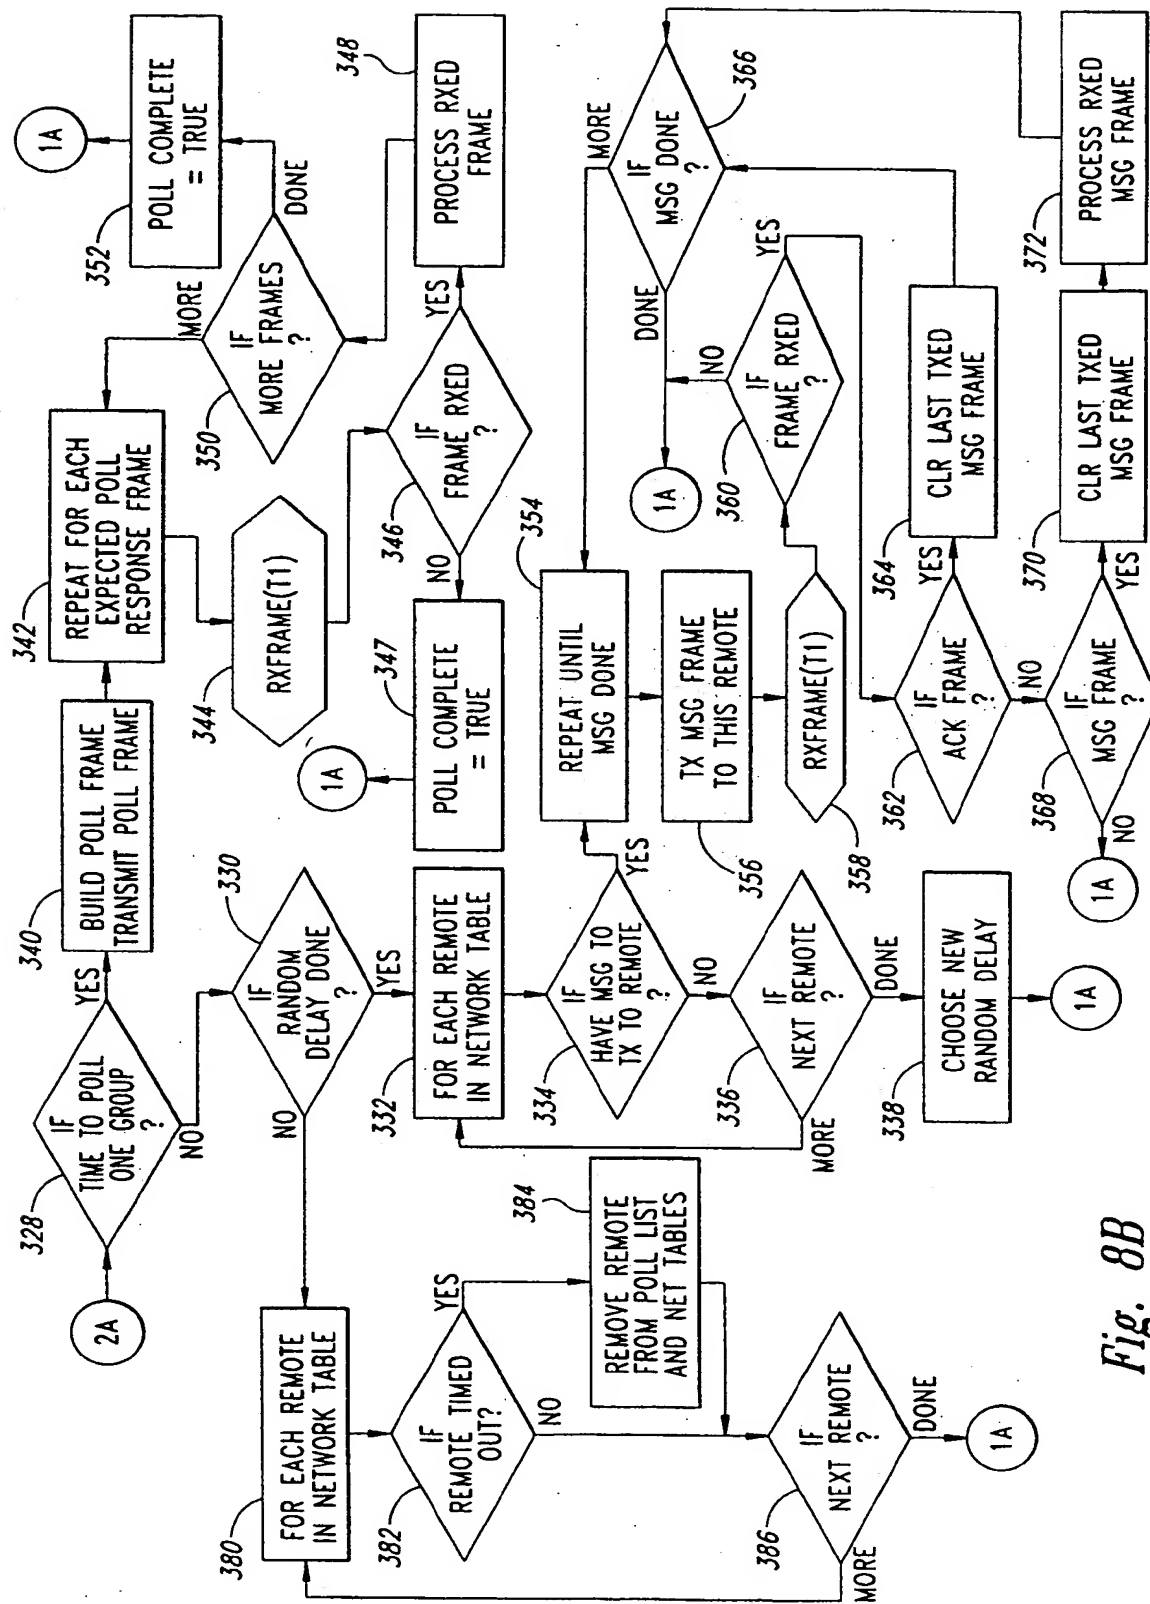 2A
328
IF
TIME TO POLL
ONE GROUP
?
YES
NO
340
BUILD POLL FRAME
TRANSMIT POLL FRAME
342
REPEAT FOR EACH
EXPECTED POLL
RESPONSE FRAME
344
RXFRAME(T1)
346
IF
FRAME RXED
?
YES
NO
347
POLL COMPLETE
= TRUE
1A
348
PROCESS RXED
FRAME
350
IF
MORE FRAMES
?
MORE
DONE
352
POLL COMPLETE
= TRUE
1A
330
IF
RANDOM
DELAY DONE
?
YES
NO
332
FOR EACH REMOTE
IN NETWORK TABLE
334
IF
HAVE MSG TO
TX TO REMOTE
?
YES
NO
336
IF
NEXT REMOTE
?
MORE
DONE
338
CHOOSE NEW
RANDOM DELAY
1A
354
REPEAT UNTIL
MSG DONE
356
TX MSG FRAME
TO THIS REMOTE
358
RXFRAME(T1)
360
IF
FRAME RXED
?
NO
YES
1A
362
IF
ACK FRAME
?
YES
NO
364
CLR LAST TXED
MSG FRAME
366
IF
MSG DONE
?
MORE
DONE
368
IF
MSG FRAME
?
YES
NO
1A
370
CLR LAST TXED
MSG FRAME
372
PROCESS RXED
MSG FRAME
380
FOR EACH REMOTE
IN NETWORK TABLE
382
IF
REMOTE TIMED
OUT?
YES
NO
384
REMOVE REMOTE
FROM POLL LIST
AND NET TABLES
386
IF
NEXT REMOTE
?
MORE
DONE
1A
Fig. 8B